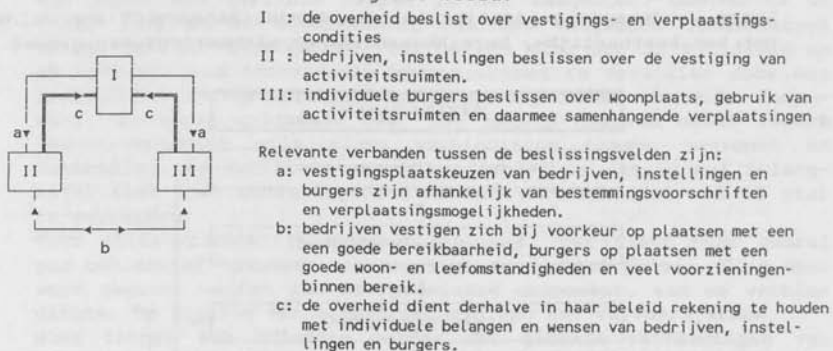 I : de overheid beslist over vestigings- en verplaatsings-
condities
II : bedrijven, instellingen beslissen over de vestiging van
activiteitsruimten.
III: individuele burgers beslissen over woonplaats, gebruik van
activiteitsruimten en daarmee samenhangende verplaatsingen
Relevante verbanden tussen de beslissingsvelden zijn:
a: vestigingsplaatskeuzen van bedrijven, instellingen en
burgers zijn afhankelijk van bestemmingsvoorschriften
en verplaatsingsmogelijkheden.
b: bedrijven vestigen zich bij voorkeur op plaatsen met een
een goede bereikbaarheid, burgers op plaatsen met een
goede woon- en leefomstandigheden en veel voorzieningen-
binnen bereik.
c: de overheid dient derhalve in haar beleid rekening te houden
met individuele belangen en wensen van bedrijven, instel-
lingen en burgers.
I
c c
a a
II III
b